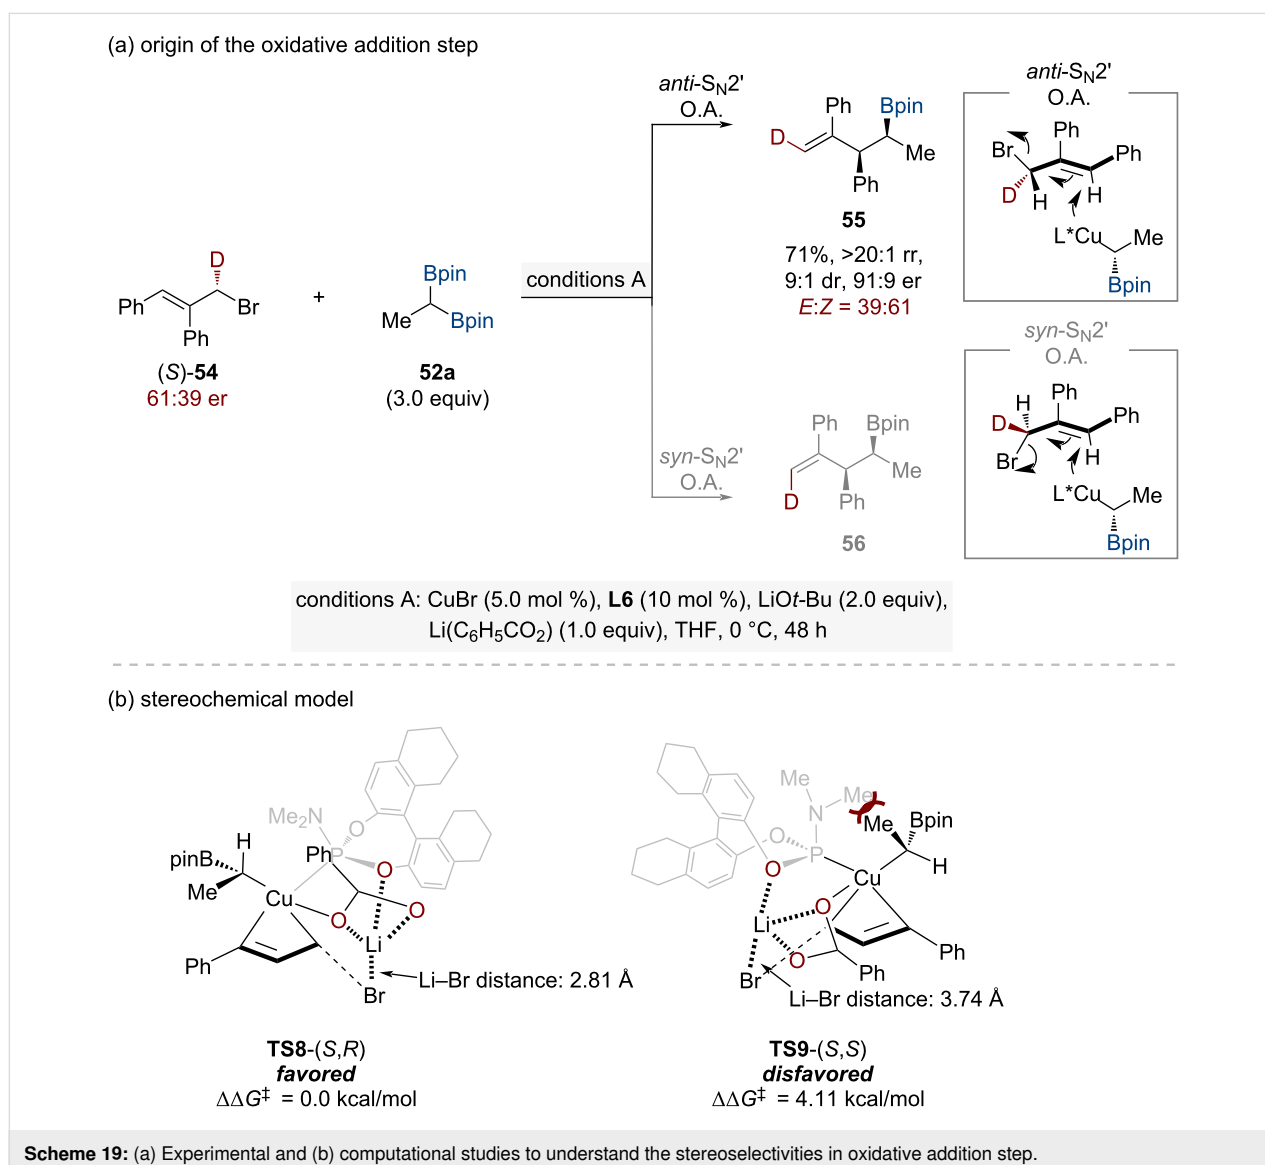 (a) origin of the oxidative addition step
anti-SN2'
O.A.
Ph
Bpin
D
Me
Ph
55
71%, >20:1 rr,
9:1 dr, 91:9 er
E:Z = 39:61
anti-SN2'
O.A.
Ph
Br
Ph
D
H
H
L*Cu
Me
Bpin
D
Ph
Br
Ph
(S)-54
61:39 er
+
Bpin
Me
Bpin
52a
(3.0 equiv)
conditions A
syn-SN2'
O.A.
Ph
Bpin
Me
D
Ph
56
syn-SN2'
O.A.
H
Ph
D
Ph
Br
H
L*Cu
Me
Bpin
conditions A: CuBr (5.0 mol %), L6 (10 mol %), LiOt-Bu (2.0 equiv),
Li(C6H5CO2) (1.0 equiv), THF, 0 °C, 48 h
(b) stereochemical model
Me2N
O
H
PhP
pinB
O
Me
Cu
O
O
Li
Ph
Li–Br distance: 2.81 Å
Br
TS8-(S,R)
favored
ΔΔG‡ = 0.0 kcal/mol
Me
Me
N
Me
Bpin
O
P
H
O
Cu
O
Li
O
Ph
Br
Ph
Li–Br distance: 3.74 Å
TS9-(S,S)
disfavored
ΔΔG‡ = 4.11 kcal/mol
Scheme 19: (a) Experimental and (b) computational studies to understand the stereoselectivities in oxidative addition step.